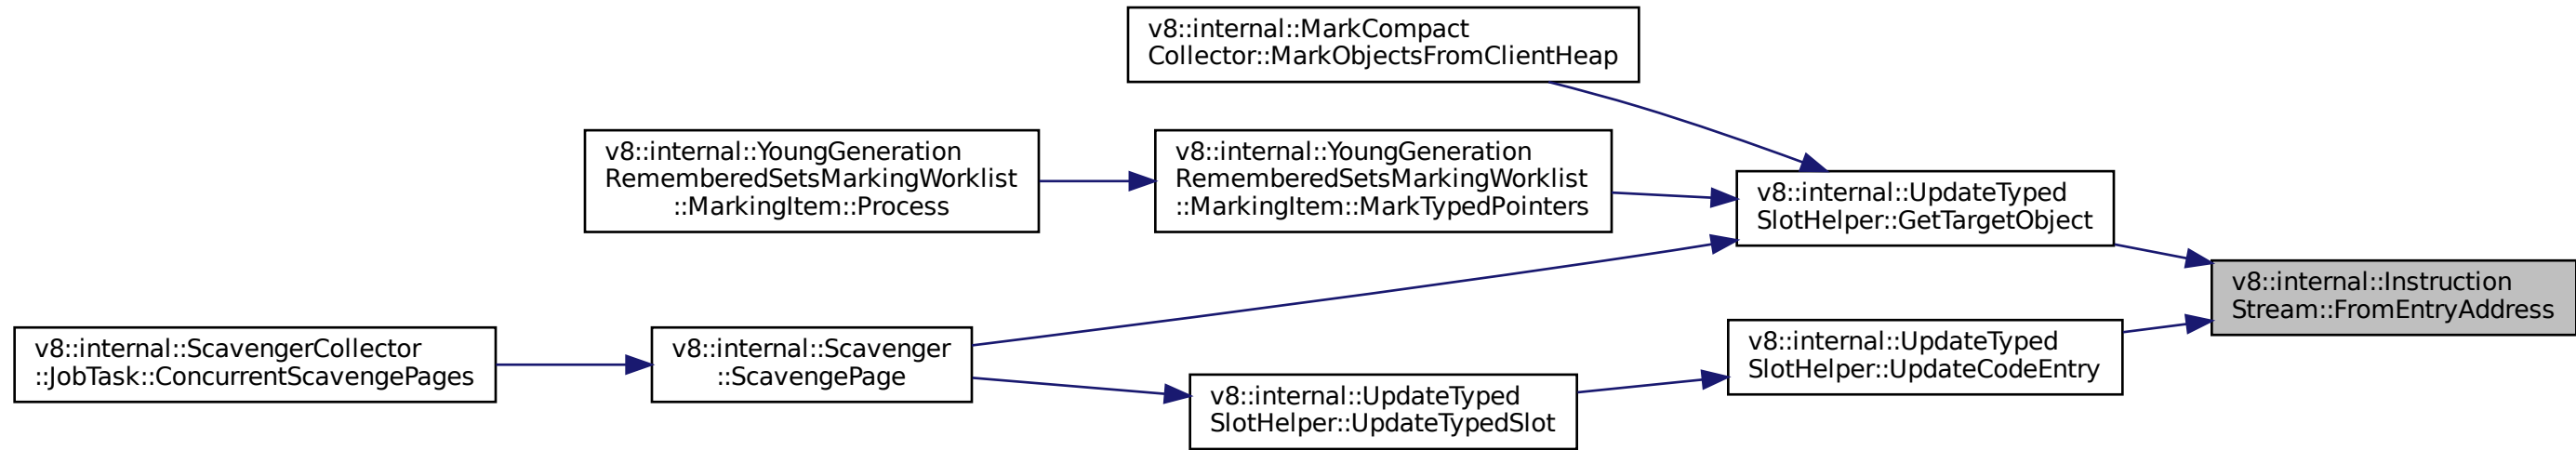 v8::internal::MarkCompact
Collector::MarkObjectsFromClientHeap
v8::internal::YoungGeneration
RememberedSetsMarkingWorklist
::MarkingItem::Process
v8::internal::YoungGeneration
RememberedSetsMarkingWorklist
::MarkingItem::MarkTypedPointers
v8::internal::UpdateTyped
SlotHelper::GetTargetObject
v8::internal::Instruction
Stream::FromEntryAddress
v8::internal::ScavengerCollector
::JobTask::ConcurrentScavengePages
v8::internal::Scavenger
::ScavengePage
v8::internal::UpdateTyped
SlotHelper::UpdateCodeEntry
v8::internal::UpdateTyped
SlotHelper::UpdateTypedSlot